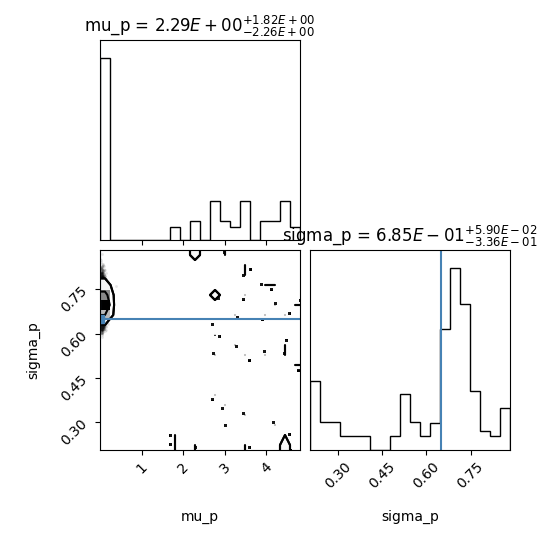 mu_p = 2.29E + 00+1.82E + 00−2.26E + 00
sigma_p = 6.85E − 01+5.90E − 02−3.36E − 01
0.75
0.60
0.45
0.30
sigma_p
1 2 3 4
0.30 0.45 0.60 0.75
mu_p
sigma_p